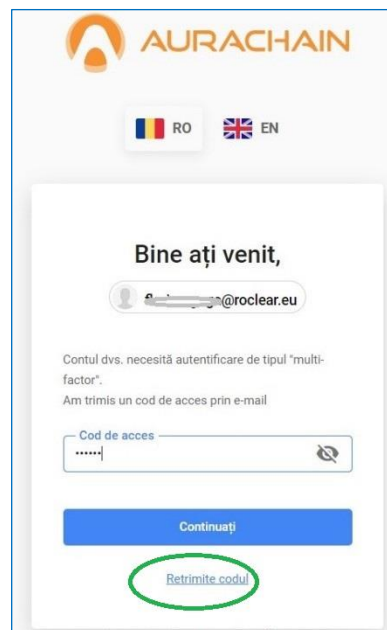 AURACHAIN
RO EN
Bine ați venit,
@roclear.eu
Contul dvs. necesită autentificare de tipul "multi-
factor".
Am trimis un cod de acces prin e-mail
Cod de acces
••••••
Continuați
Retrimite codul